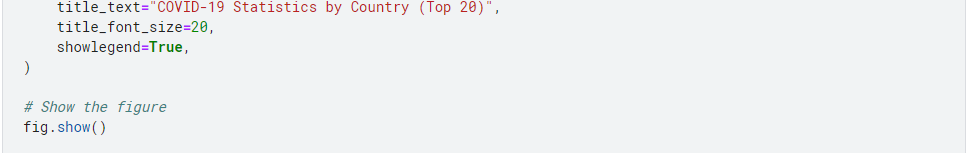 title_text="COVID-19 Statistics by Country (Top 20)",
title_font_size=20,
showlegend=True,
)
# Show the figure
fig.show()